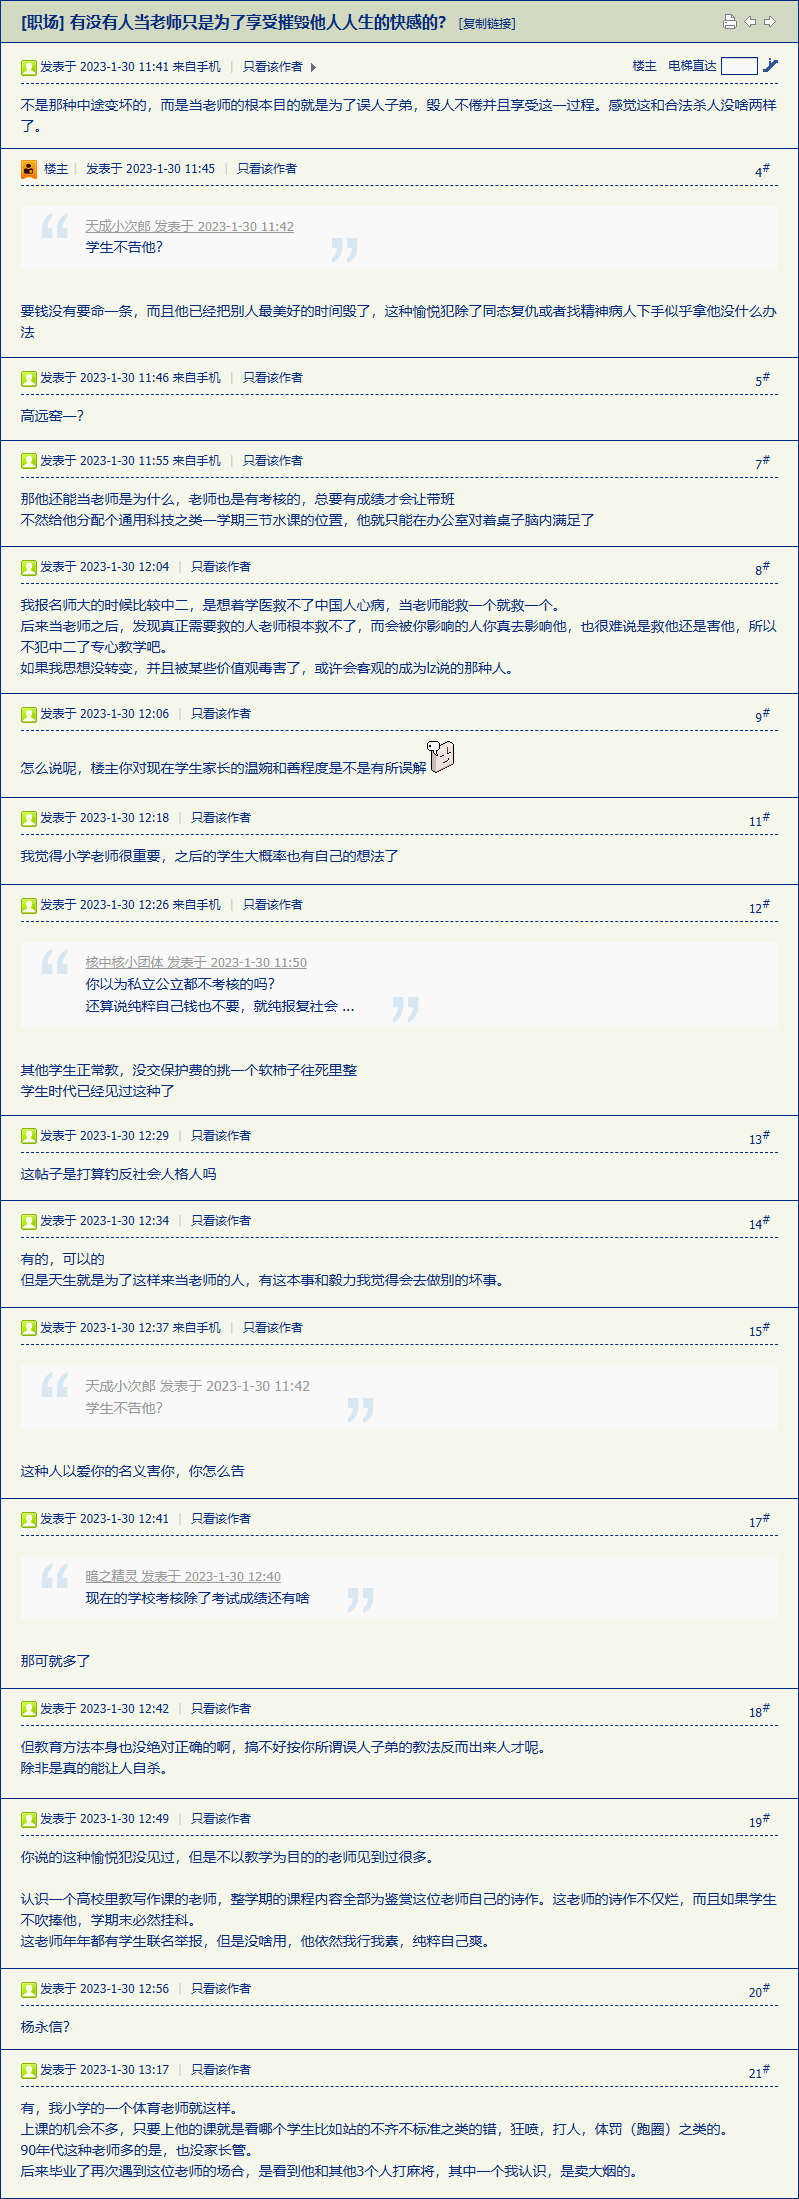 [职场] 有没有人当老师只是为了享受摧毁他人人生的快感的？ [复制链接]
发表于 2023-1-30 11:41 来自手机 | 只看该作者 楼主 电梯直达
不是那种中途变坏的，而是当老师的根本目的就是为了误人子弟，毁人不倦并且享受这一过程。感觉这和合法杀人没啥两样
了。
楼主 | 发表于 2023-1-30 11:45 | 只看该作者 4#
天成小次郎 发表于 2023-1-30 11:42
学生不告他？
要钱没有要命一条，而且他已经把别人最美好的时间毁了，这种愉悦犯除了同态复仇或者找精神病人下手似乎拿他没什么办
法
发表于 2023-1-30 11:46 来自手机 | 只看该作者 5#
高远窑一？
发表于 2023-1-30 11:55 来自手机 | 只看该作者 7#
那他还能当老师是为什么，老师也是有考核的，总要有成绩才会让带班
不然给他分配个通用科技之类一学期三节水课的位置，他就只能在办公室对着桌子脑内满足了
发表于 2023-1-30 12:04 | 只看该作者 8#
我报名师大的时候比较中二，是想着学医救不了中国人心病，当老师能救一个就救一个。
后来当老师之后，发现真正需要救的人老师根本救不了，而会被你影响的人你真去影响他，也很难说是救他还是害他，所以
不犯中二了专心教学吧。
如果我思想没转变，并且被某些价值观毒害了，或许会客观的成为lz说的那种人。
发表于 2023-1-30 12:06 | 只看该作者 9#
怎么说呢，楼主你对现在学生家长的温婉和善程度是不是有所误解
发表于 2023-1-30 12:18 | 只看该作者 11#
我觉得小学老师很重要，之后的学生大概率也有自己的想法了
发表于 2023-1-30 12:26 来自手机 | 只看该作者 12#
核中核小团体 发表于 2023-1-30 11:50
你以为私立公立都不考核的吗？
还算说纯粹自己钱也不要，就纯报复社会 ...
其他学生正常教，没交保护费的挑一个软柿子往死里整
学生时代已经见过这种了
发表于 2023-1-30 12:29 | 只看该作者 13#
这帖子是打算钓反社会人格人吗
发表于 2023-1-30 12:34 | 只看该作者 14#
有的，可以的
但是天生就是为了这样来当老师的人，有这本事和毅力我觉得会去做别的坏事。
发表于 2023-1-30 12:37 来自手机 | 只看该作者 15#
天成小次郎 发表于 2023-1-30 11:42
学生不告他？
这种人以爱你的名义害你，你怎么告
发表于 2023-1-30 12:41 | 只看该作者 17#
暗之精灵 发表于 2023-1-30 12:40
现在的学校考核除了考试成绩还有啥
那可就多了
发表于 2023-1-30 12:42 | 只看该作者 18#
但教育方法本身也没绝对正确的啊，搞不好按你所谓误人子弟的教法反而出来人才呢。
除非是真的能让人自杀。
发表于 2023-1-30 12:49 | 只看该作者 19#
你说的这种愉悦犯没见过，但是不以教学为目的的老师见到过很多。
认识一个高校里教写作课的老师，整学期的课程内容全部为鉴赏这位老师自己的诗作。这老师的诗作不仅烂，而且如果学生
不吹捧他，学期末必然挂科。
这老师年年都有学生联名举报，但是没啥用，他依然我行我素，纯粹自己爽。
发表于 2023-1-30 12:56 | 只看该作者 20#
杨永信？
发表于 2023-1-30 13:17 | 只看该作者 21#
有，我小学的一个体育老师就这样。
上课的机会不多，只要上他的课就是看哪个学生比如站的不齐不标准之类的错，狂喷，打人，体罚（跑圈）之类的。
90年代这种老师多的是，也没家长管。
后来毕业了再次遇到这位老师的场合，是看到他和其他3个人打麻将，其中一个我认识，是卖大烟的。